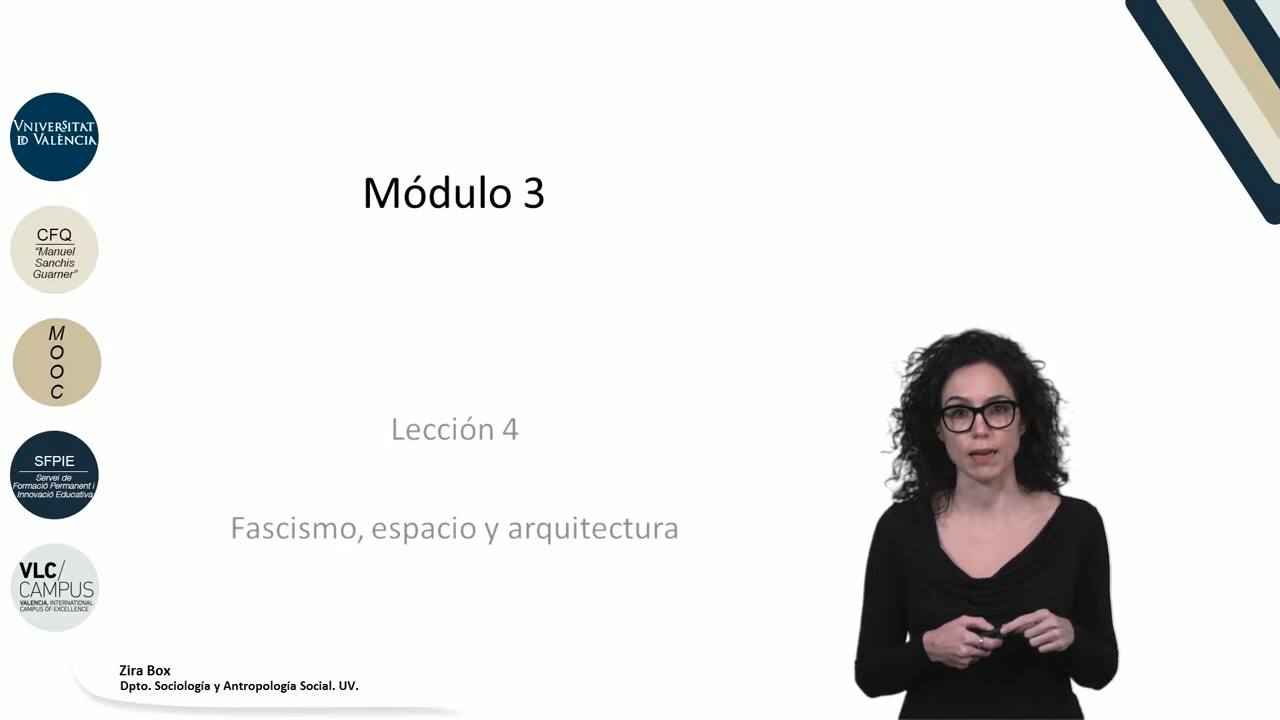 VNIVERSITAT
ID VALÈNCIA
Módulo 3
CFQ
"Manuel
Sanchis
Guarner"
M
O
O
C
Lección 4
SFPIE
Servei de
Formació Permanent i
Innovació Educativa
Fascismo, espacio y arquitectura
VLC/
CAMPUS
VALENCIA, INTERNATIONAL
CAMPUS OF EXCELLENCE
Zira Box
Dpto. Sociología y Antropología Social. UV.